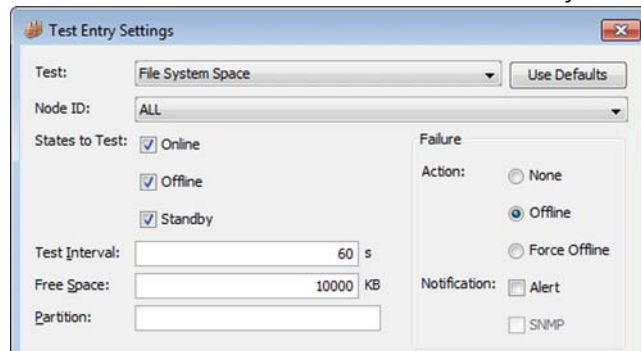 Test Entry Settings
Test: File System Space Use Defaults
Node ID: ALL
States to Test: Online
Offline
Standby
Test Interval: 60 s
Free Space: 10000 KB
Partition:
Failure
Action: None
Offline
Force Offline
Notification: Alert
SNMP